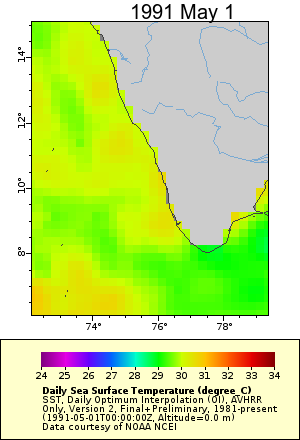 1991 May 1
14°
12°
10°
8°
74° 76° 78°
24 25 26 27 28 29 30 31 32 33 34
Daily Sea Surface Temperature (degree_C)
SST, Daily Optimum Interpolation (OI), AVHRR
Only, Version 2, Final+Preliminary, 1981-present
(1991-05-01T00:00:00Z, Altitude=0.0 m)
Data courtesy of NOAA NCEI